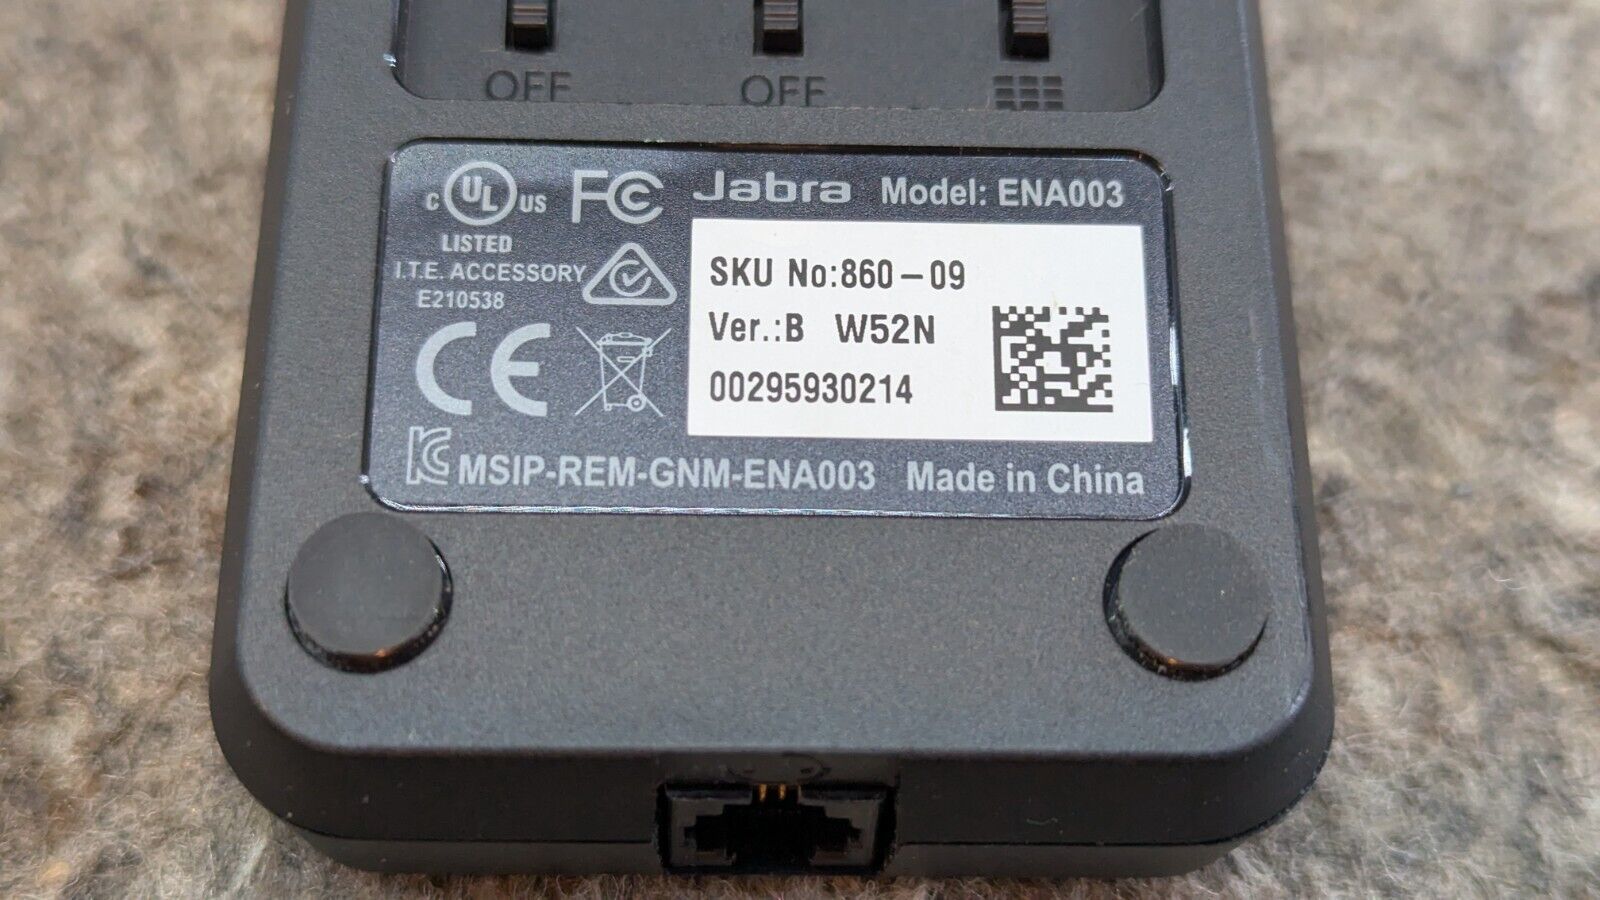 OFF OFF
c UL US
LISTED
I.T.E. ACCESSORY
E210538
FC
Jabra Model: ENA003
SKU No:860-09
Ver.:B W52N
00295930214
CE
KC MSIP-REM-GNM-ENA003 Made in China